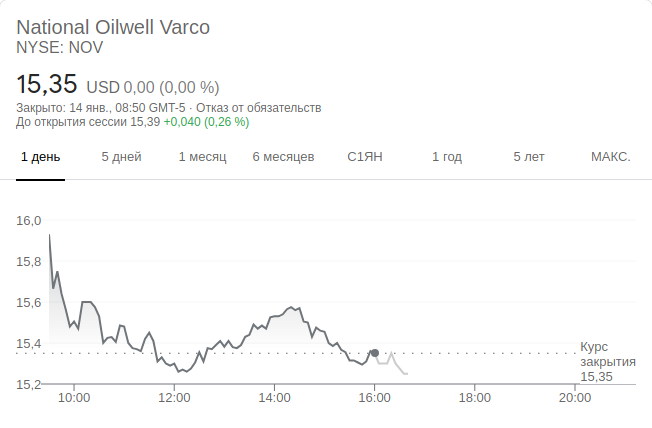 National Oilwell Varco
NYSE: NOV
15,35 USD 0,00 (0,00 %)
Закрыто: 14 янв., 08:50 GMT-5 · Отказ от обязательств
До открытия сессии 15,39 +0,040 (0,26 %)
1 день 5 дней 1 месяц 6 месяцев С1ЯН 1 год 5 лет МАКС.
16,0
15,8
15,6
15,4
Курс
закрытия
15,35
15,2
10:00 12:00 14:00 16:00 18:00 20:00